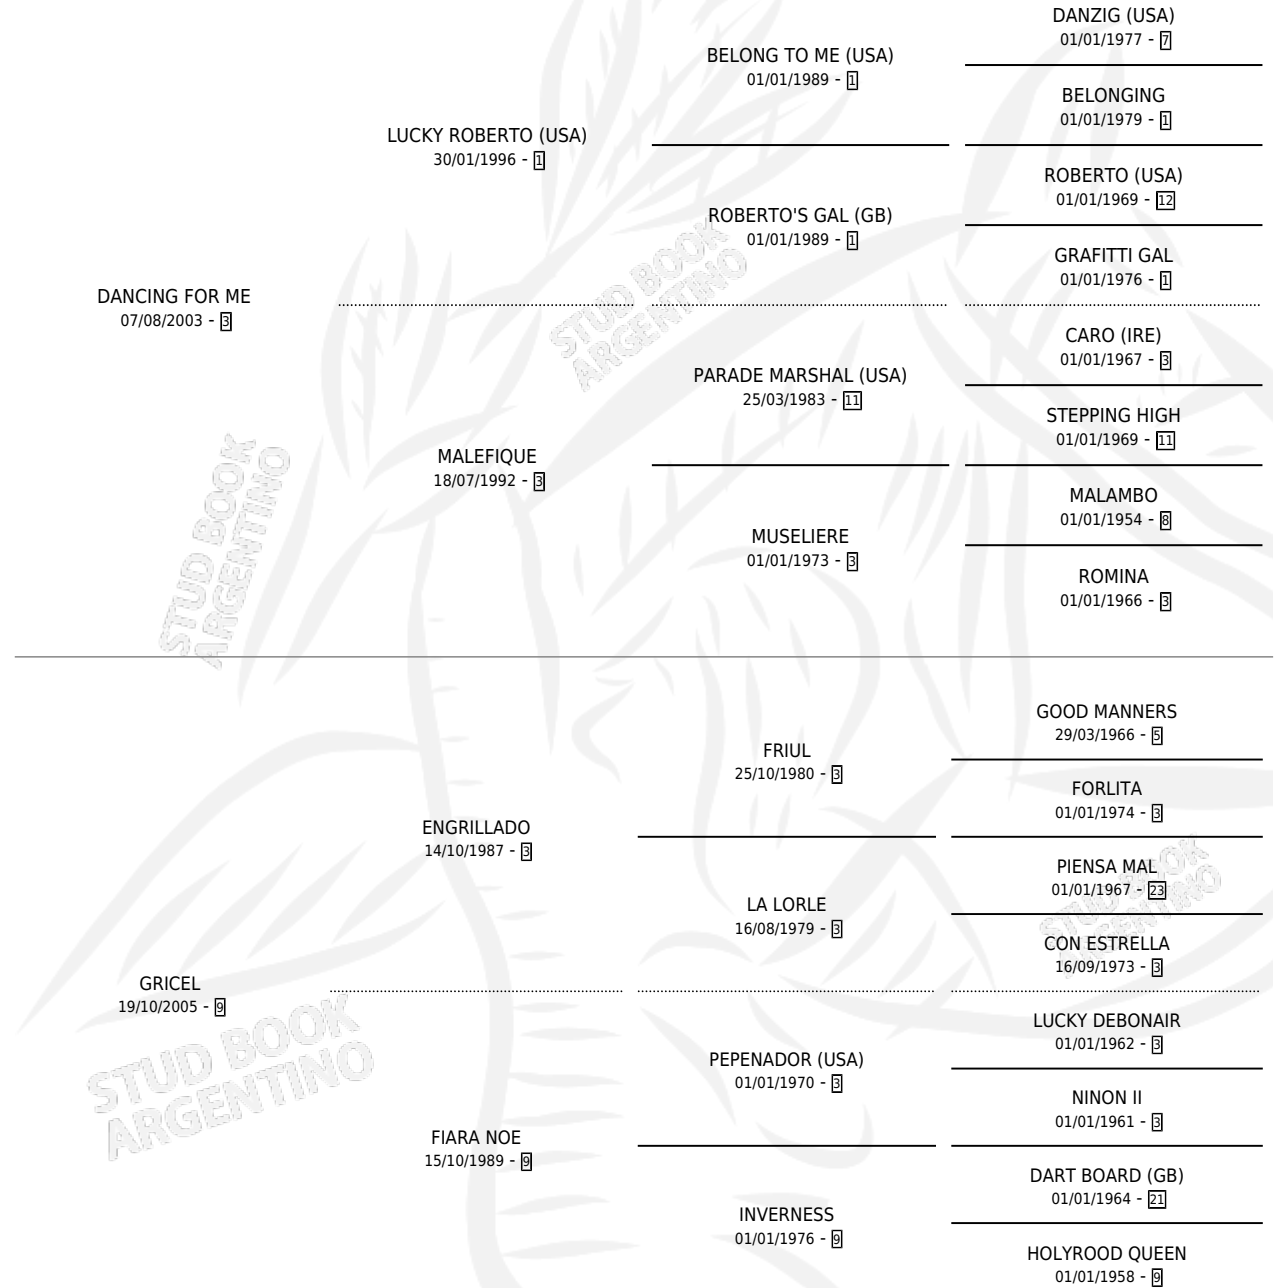 DANZIG (USA)
01/01/1977 - 7
BELONG TO ME (USA)
01/01/1989 - 1
BELONGING
01/01/1979 - 1
LUCKY ROBERTO (USA)
30/01/1996 - 1
ROBERTO (USA)
01/01/1969 - 12
ROBERTO'S GAL (GB)
01/01/1989 - 1
GRAFITTI GAL
01/01/1976 - 1
DANCING FOR ME
07/08/2003 - 3
STUD BOOK
ARGENTINO
CARO (IRE)
01/01/1967 - 3
PARADE MARSHAL (USA)
25/03/1983 - 11
STEPPING HIGH
01/01/1969 - 11
MALEFIQUE
18/07/1992 - 3
MALAMBO
01/01/1954 - 8
MUSELIERE
01/01/1973 - 3
ROMINA
01/01/1966 - 3
STUD BOOK
ARGENTINO
GOOD MANNERS
29/03/1966 - 5
FRIUL
25/10/1980 - 3
FORLITA
01/01/1974 - 3
ENGRILLADO
14/10/1987 - 3
PIENSA MAL
01/01/1967 - 23
LA LORLE
16/08/1979 - 3
CON ESTRELLA
16/09/1973 - 3
STUD BOOK
ARGENTINO
GRICEL
19/10/2005 - 9
LUCKY DEBONAIR
01/01/1962 - 3
PEPENADOR (USA)
01/01/1970 - 3
NINON II
01/01/1961 - 3
STUD BOOK
ARGENTINO
FIARA NOE
15/10/1989 - 9
DART BOARD (GB)
01/01/1964 - 21
INVERNESS
01/01/1976 - 9
HOLYROOD QUEEN
01/01/1958 - 9